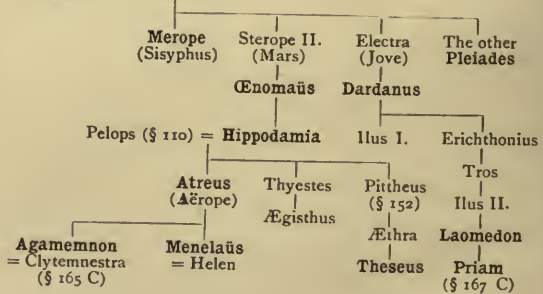 Merope Sterope II. Electra The other
(Sisyphus) (Mars) (Jove) Pleiades
Œnomaüs Dardanus
Pelops (§ 110) = Hippodamia Ilus I. Erichthonius
Tros
Atreus Thyestes Pittheus
(Aërope) (§ 152) Ilus II.
Ægisthus
Agamemnon Menelaüs Æthra Laomedon
= Clytemnestra = Helen
(§ 165 C) Theseus Priam
(§ 167 C)